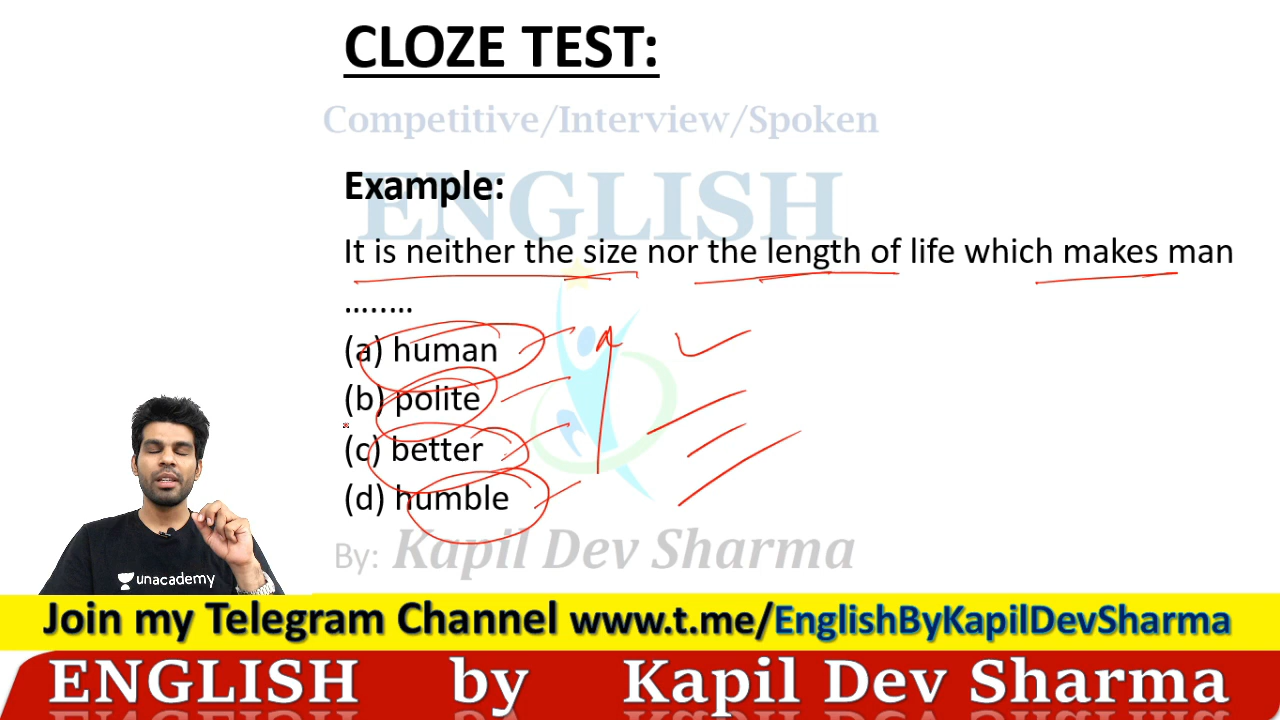 CLOZE TEST:
Competitive/Interview/Spoken
ENGLISH
Example:
It is neither the size nor the length of life which makes man
........
(a) human
(b) polite
(c) better
(d) humble
By: Kapil Dev Sharma
unacademy
Join my Telegram Channel www.t.me/EnglishByKapilDevSharma
ENGLISH by Kapil Dev Sharma